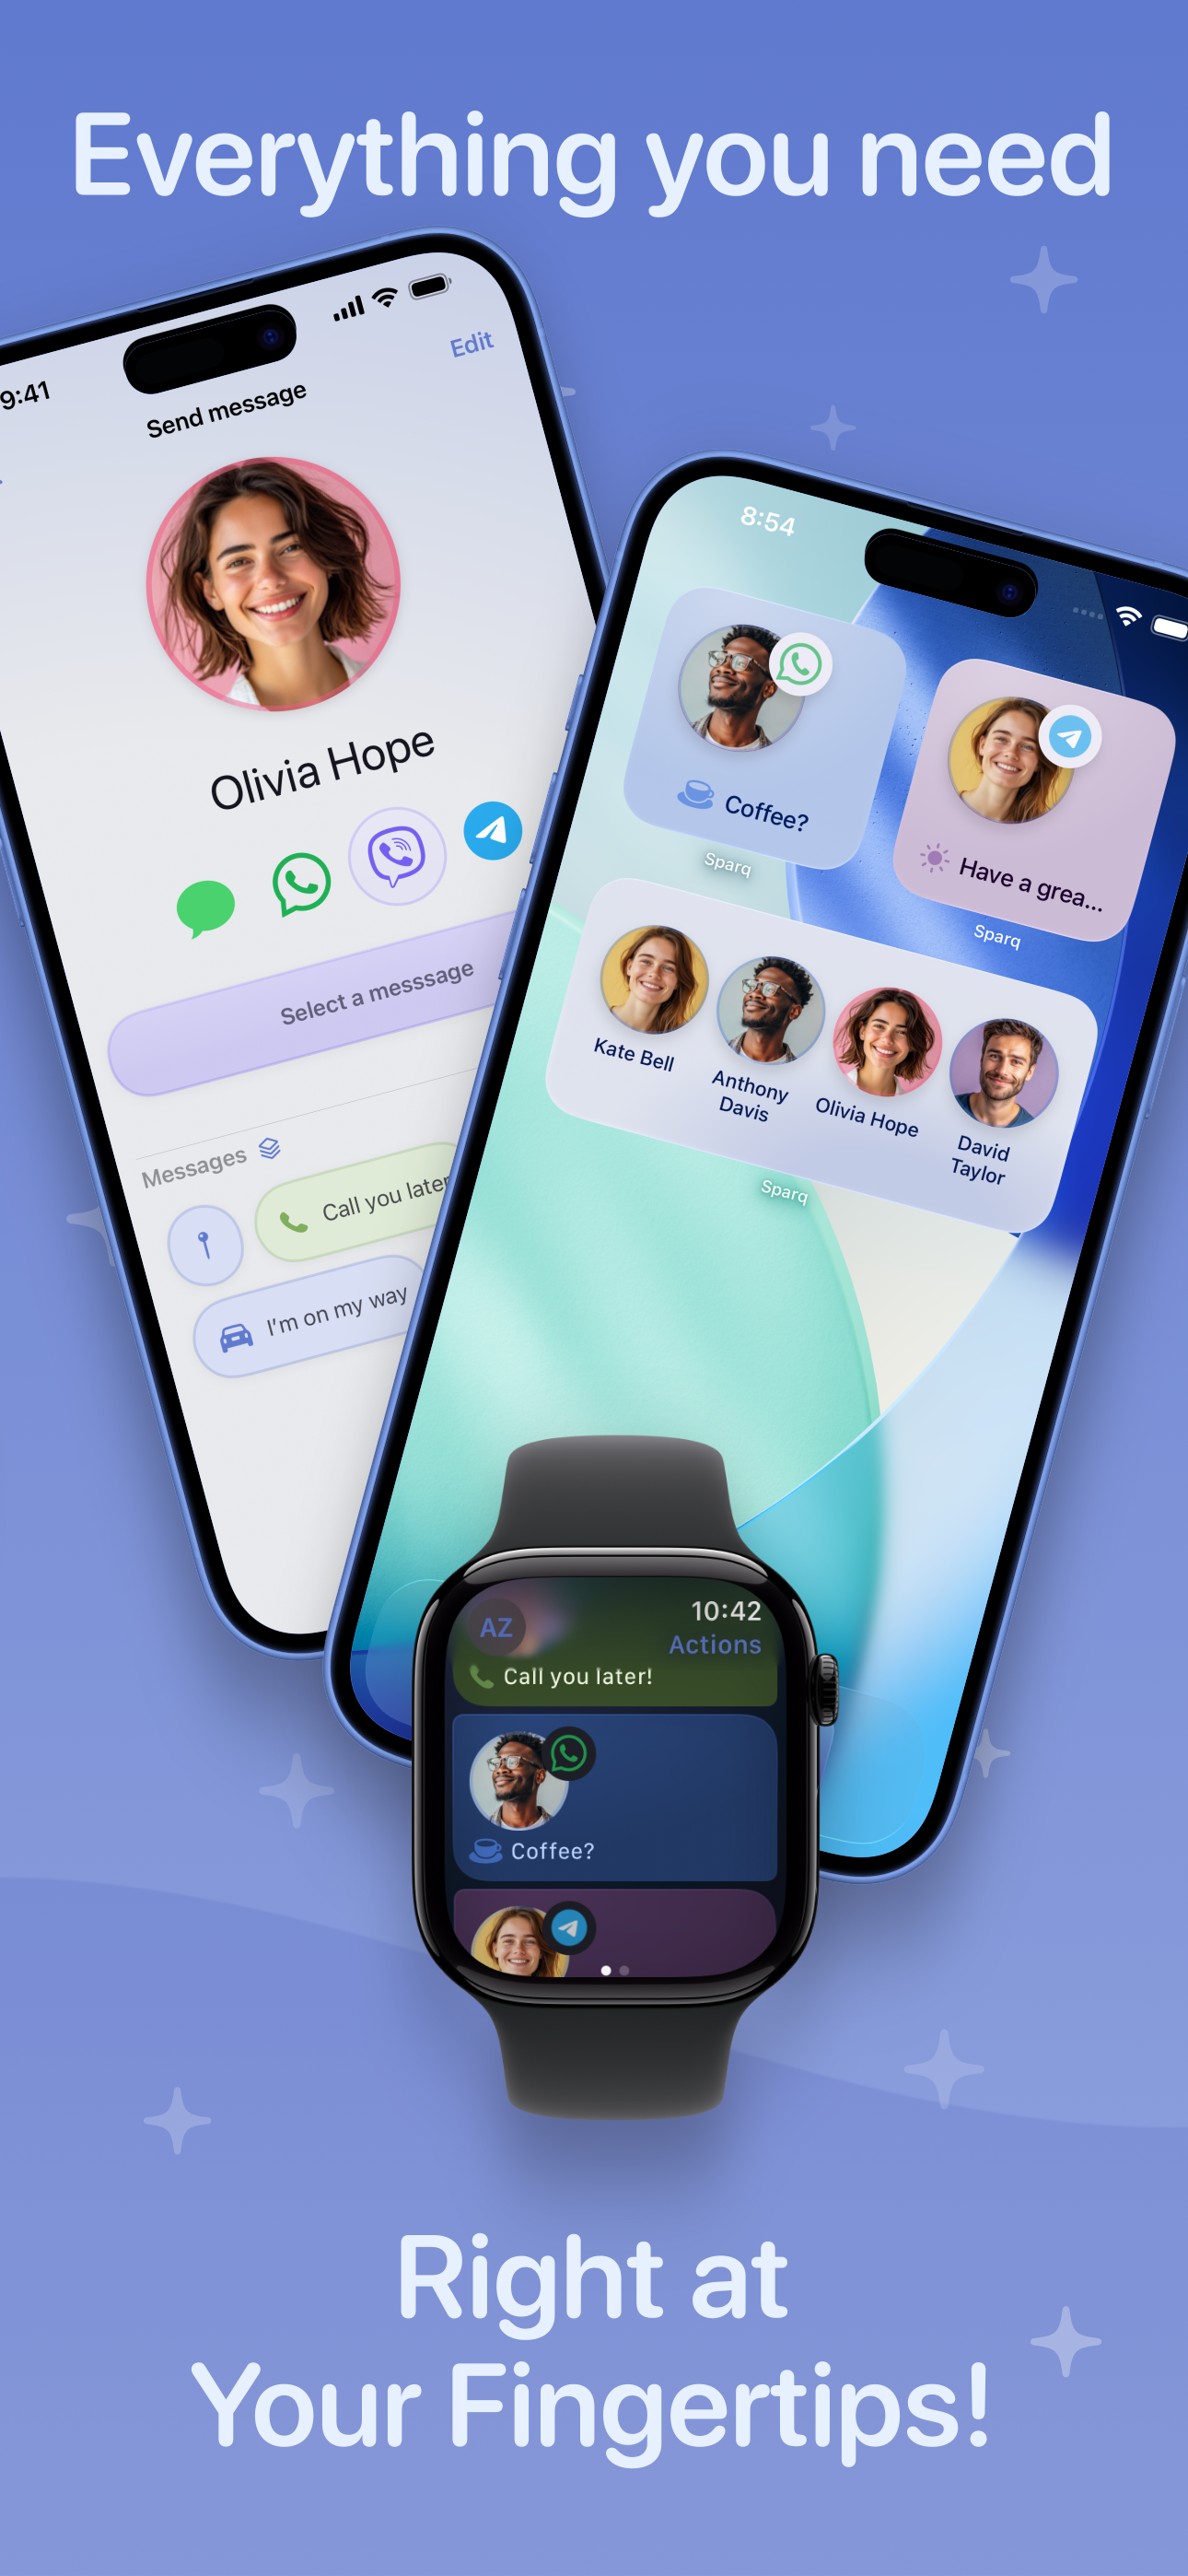 Everything you need
9:41
Edit
Send message
Olivia Hope
Select a messsage
Messages
Call you later
I'm on my way
8:54
Coffee?
Sparq
Have a grea...
Sparq
Kate Bell
Anthony
Davis
Olivia Hope
David
Taylor
Sparq
AZ
10:42
Actions
Call you later!
Coffee?
Right at
Your Fingertips!